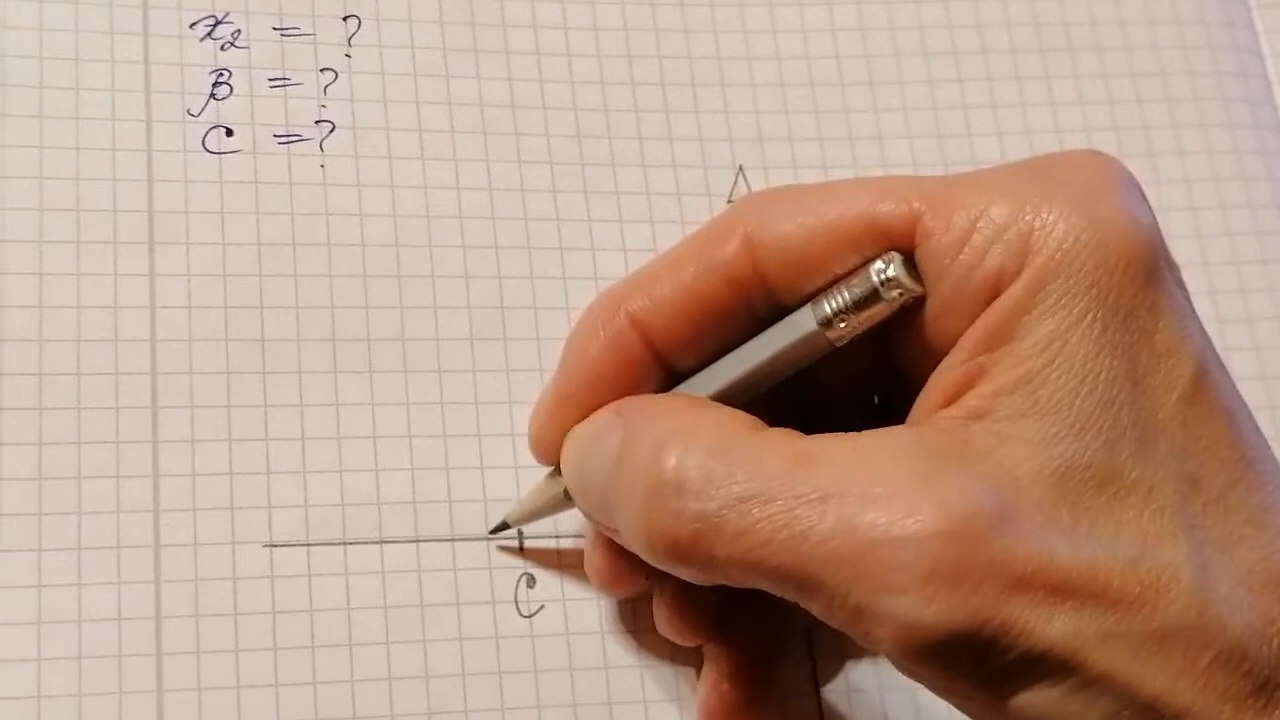 x₂ = ?
β = ?
C = ?
C